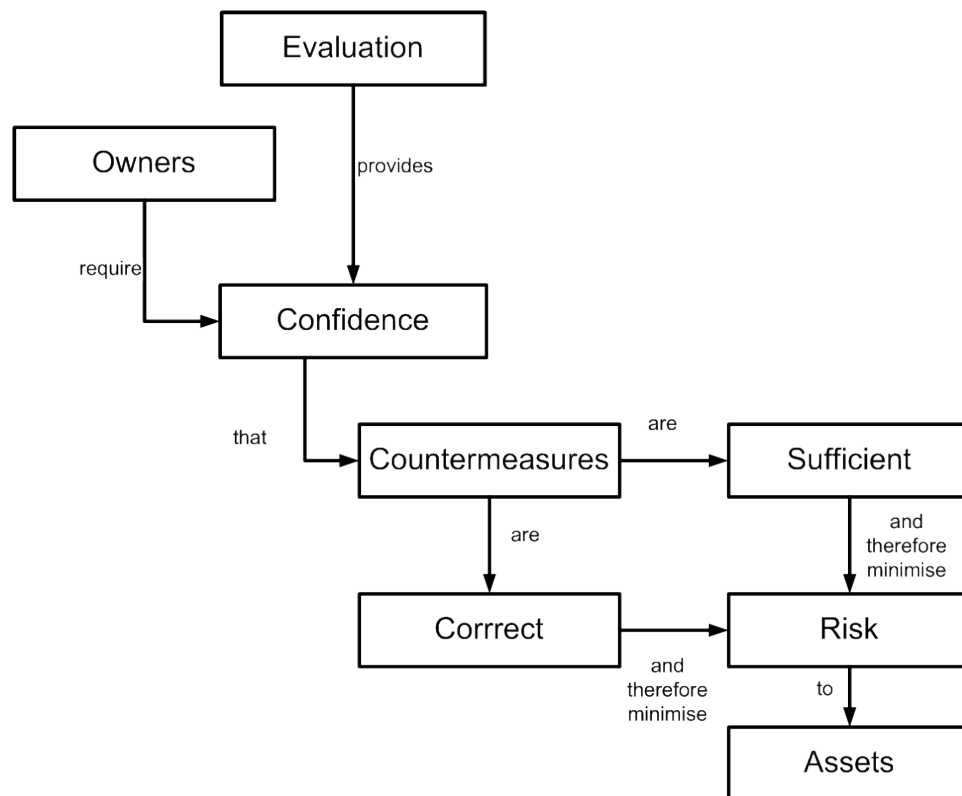 Evaluation
Owners
provides
require
Confidence
that
Countermeasures
are
Sufficient
are
and
therefore
minimise
Corrrect
and
therefore
minimise
Risk
to
Assets